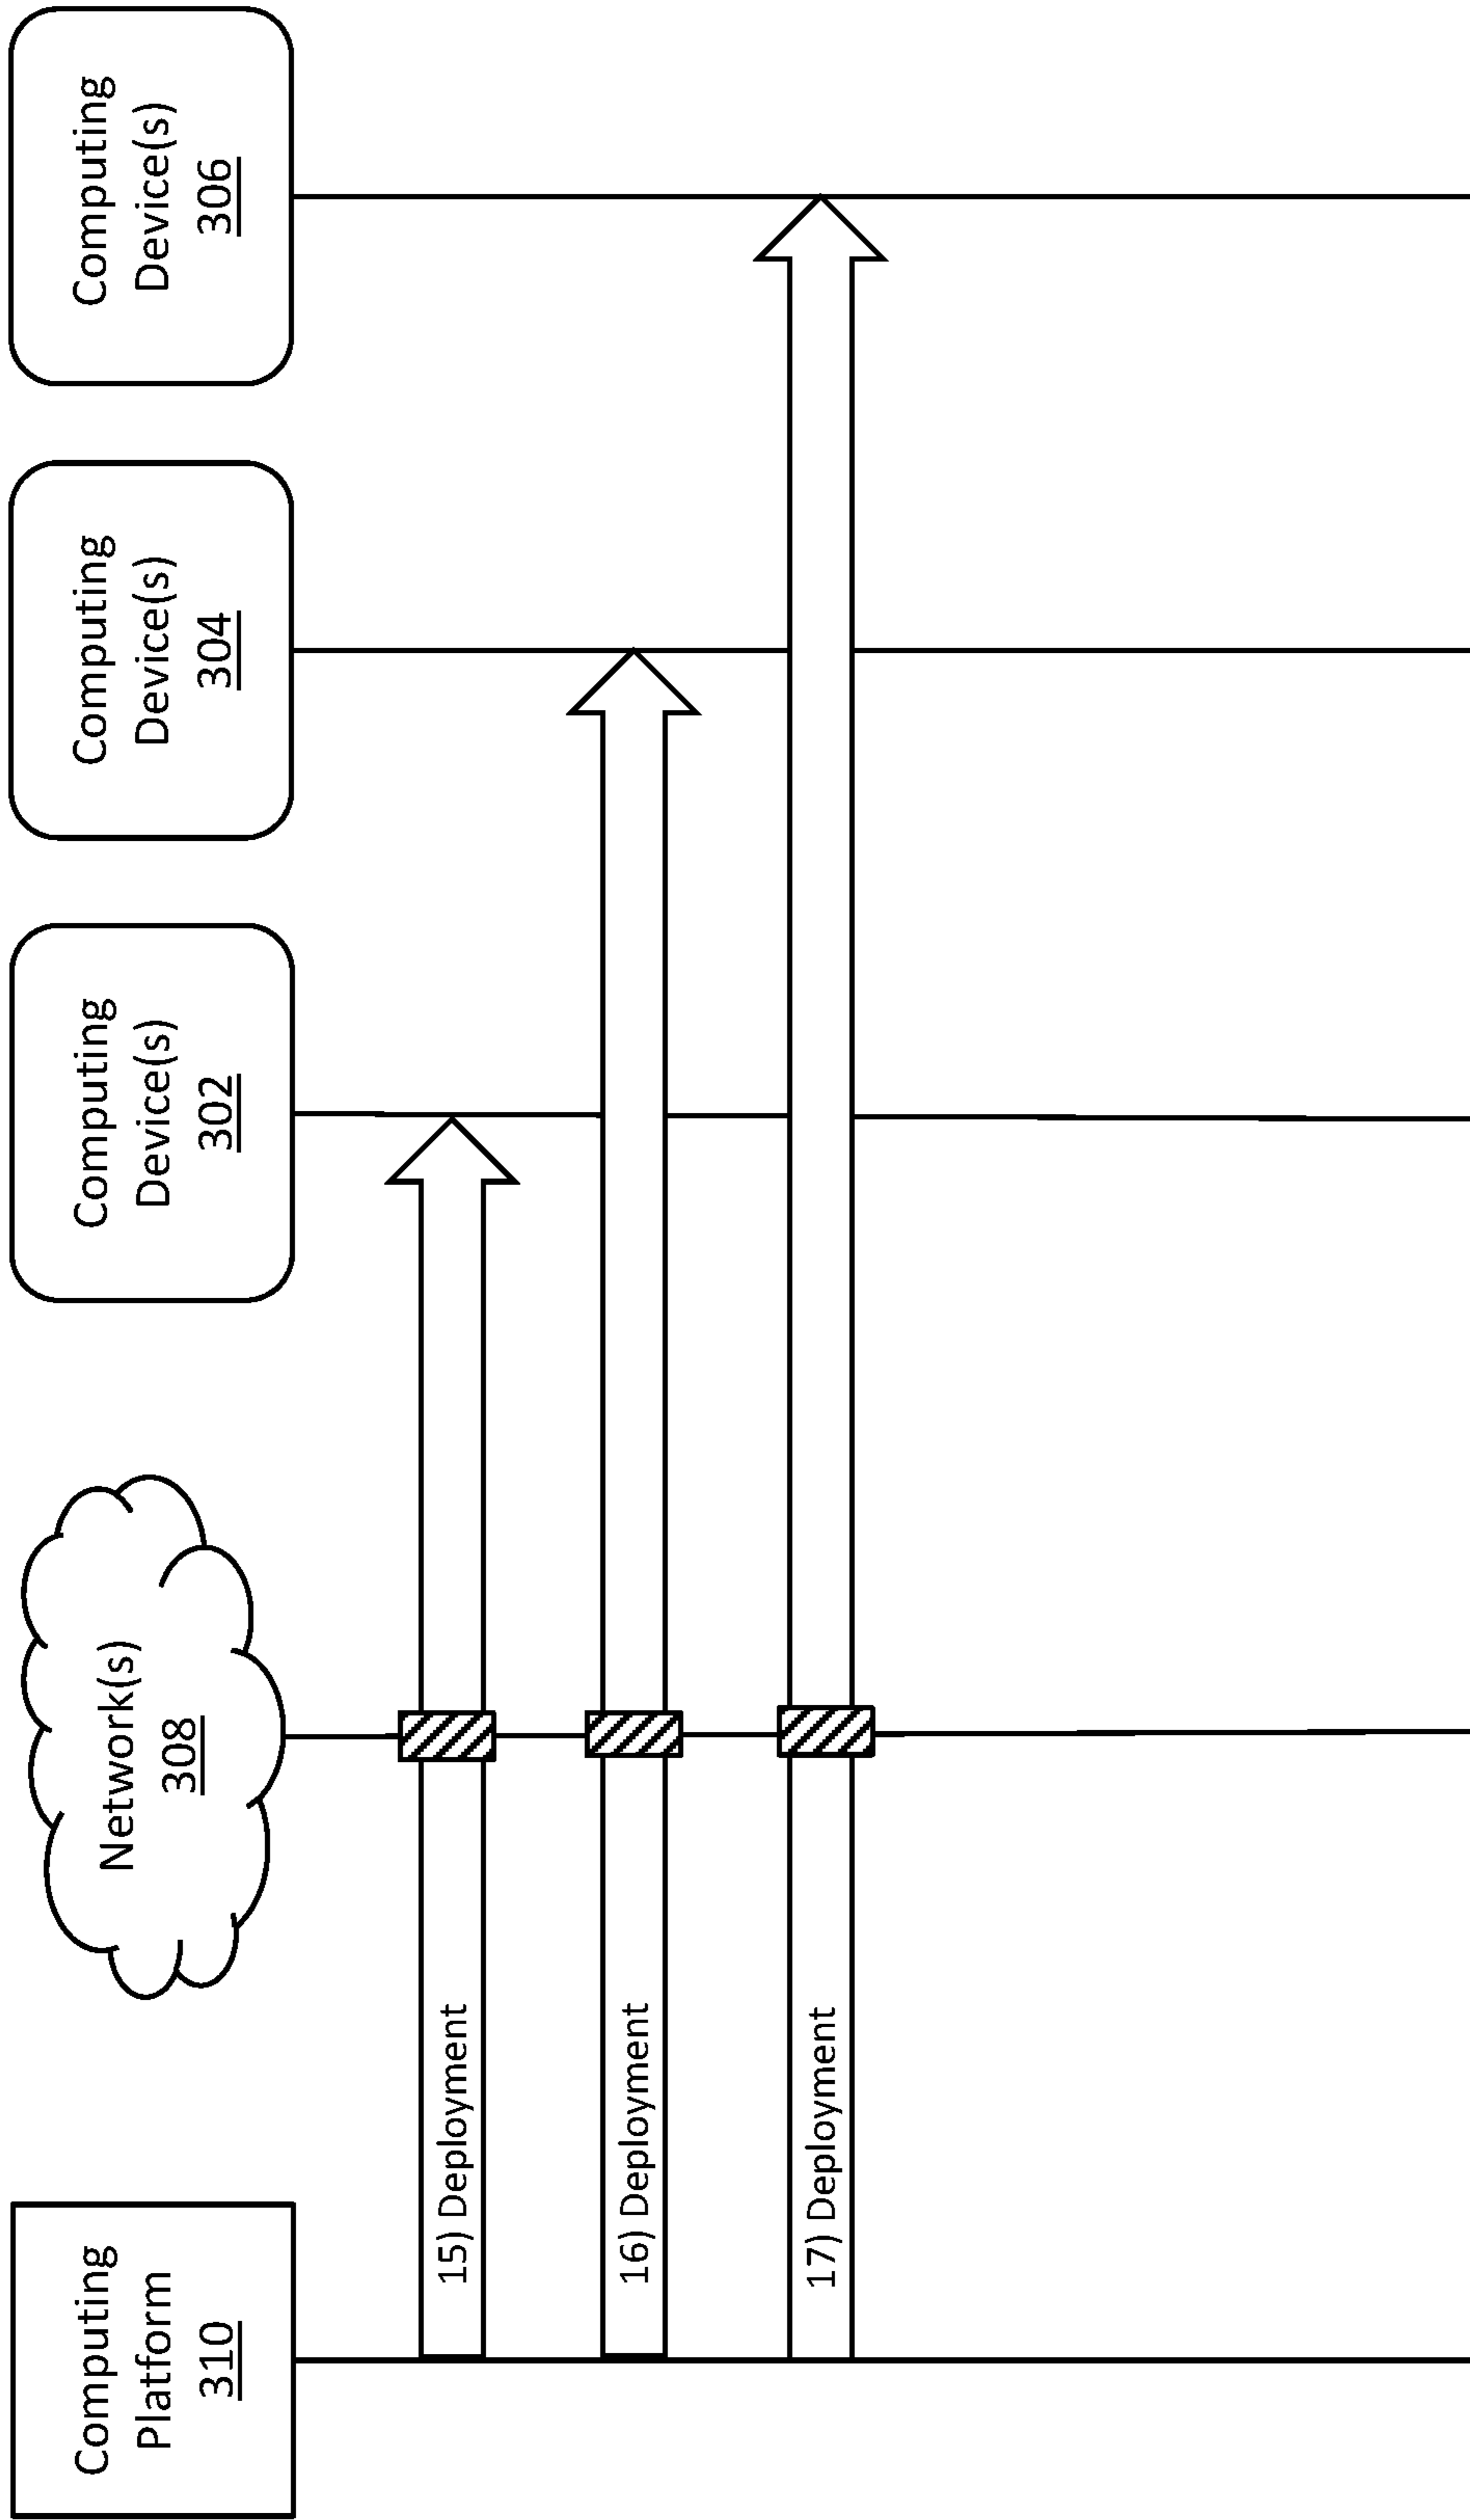 Computing
Platform
310
Network(s)
308
Computing
Device(s)
302
Computing
Device(s)
304
Computing
Device(s)
306
15) Deployment
16) Deployment
17) Deployment